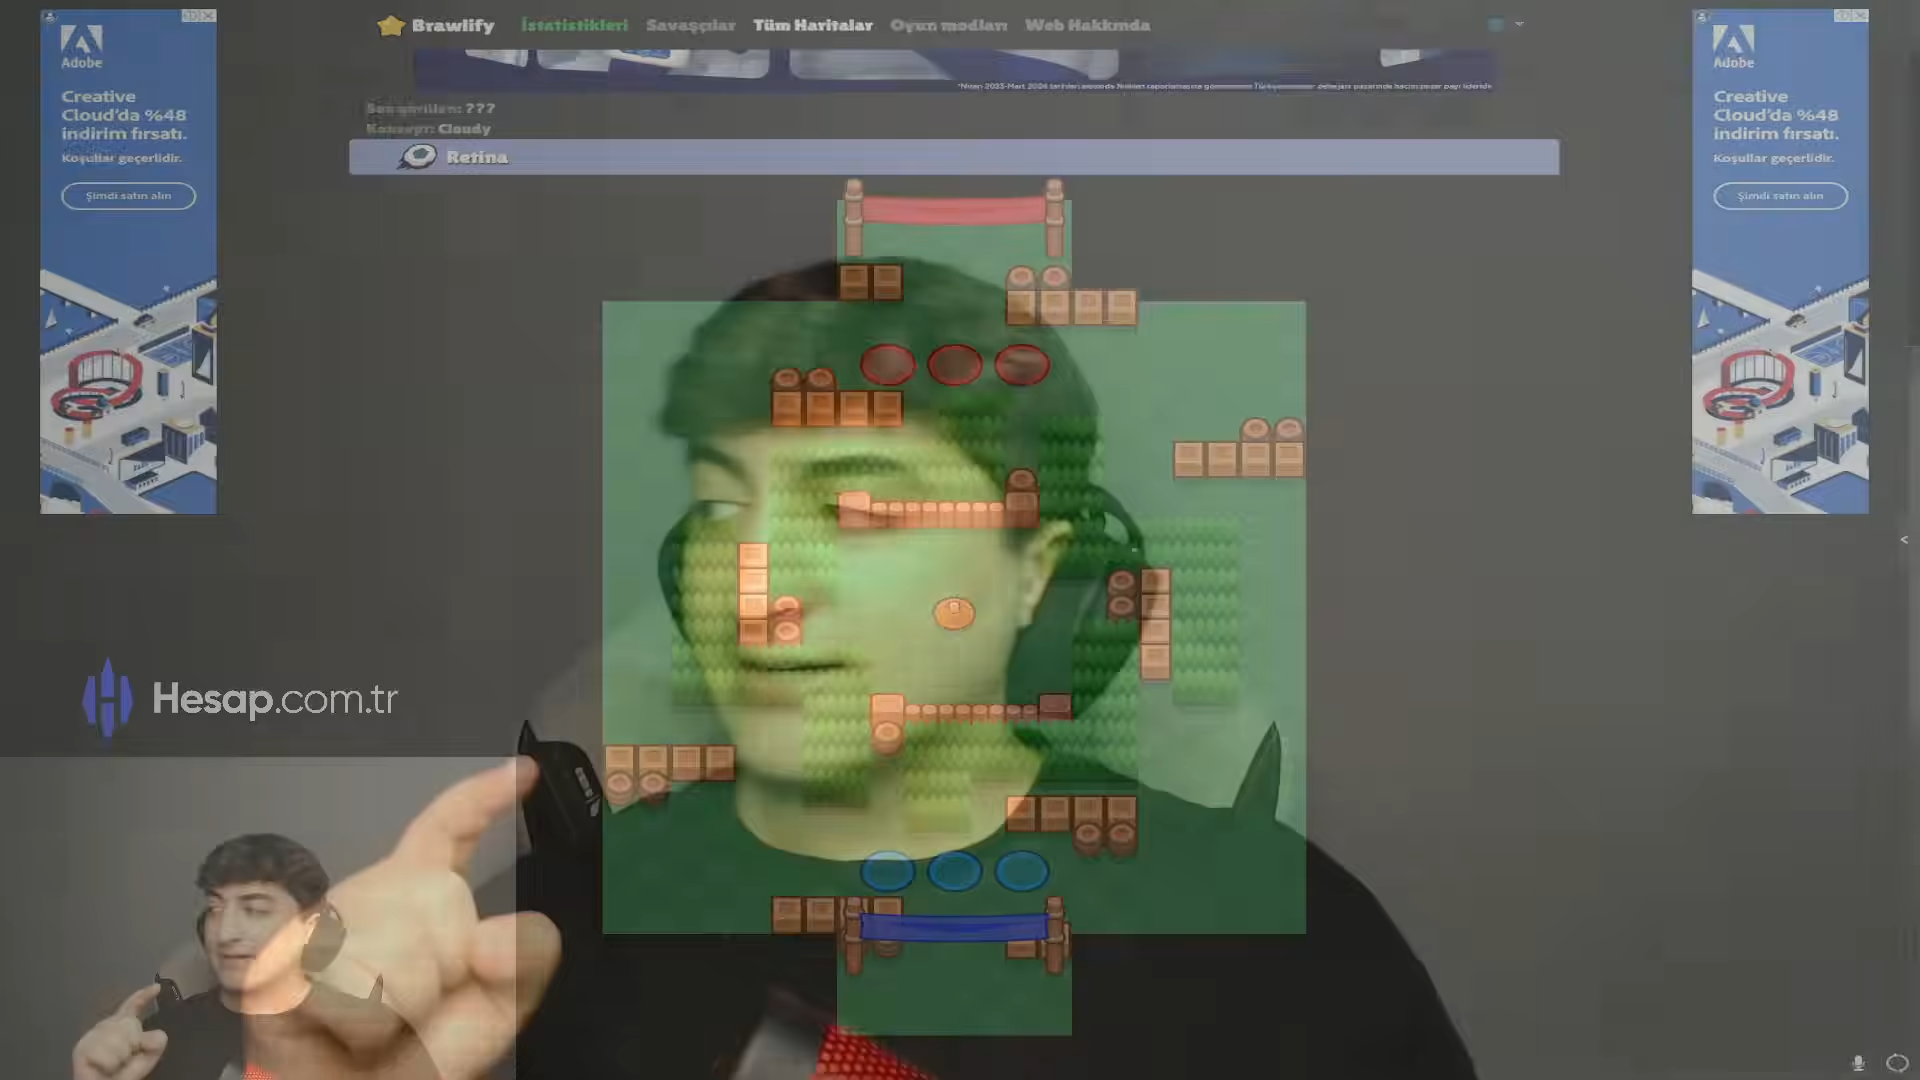 Adobe
Creative
Cloud'da %48
indirim fırsatı.
Koşullar geçerlidir.
Şimdi satın alın
Brawlify
İstatistikleri
Savaşçılar
Tüm Haritalar
Oyun modları
Web Hakkında
Son görülen: ???
Konsept: Cloudy
Retina
Adobe
Creative
Cloud'da %48
indirim fırsatı.
Koşullar geçerlidir.
Şimdi satın alın
Hesap.com.tr